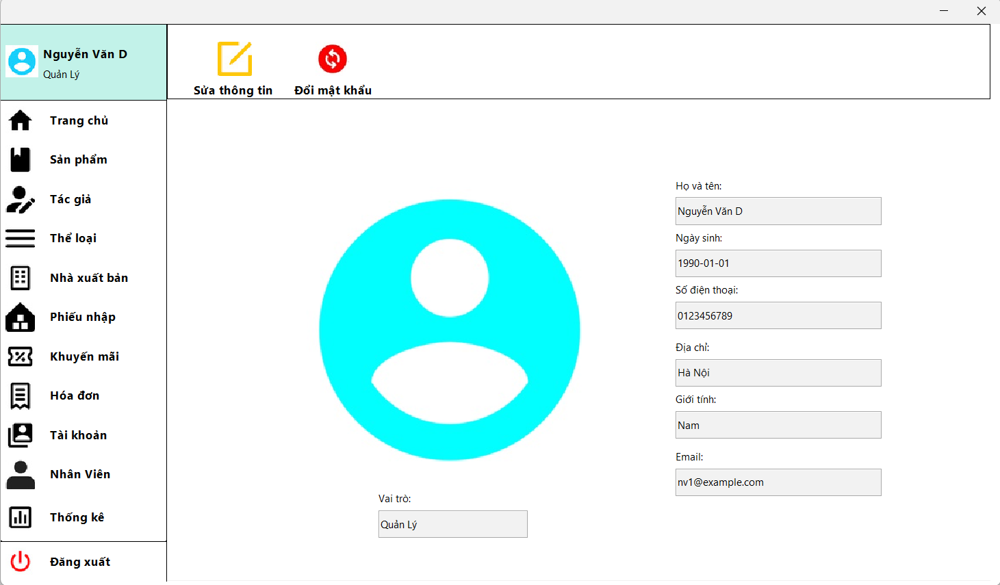 Nguyễn Văn D
Quản Lý
Sửa thông tin
Đổi mật khẩu
Trang chủ
Sản phẩm
Tác giả
Thể loại
Nhà xuất bản
Phiếu nhập
Khuyến mãi
Hóa đơn
Tài khoản
Nhân Viên
Thống kê
Đăng xuất
Vai trò:
Quản Lý
Họ và tên:
Nguyễn Văn D
Ngày sinh:
1990-01-01
Số điện thoại:
0123456789
Địa chỉ:
Hà Nội
Giới tính:
Nam
Email:
nv1@example.com